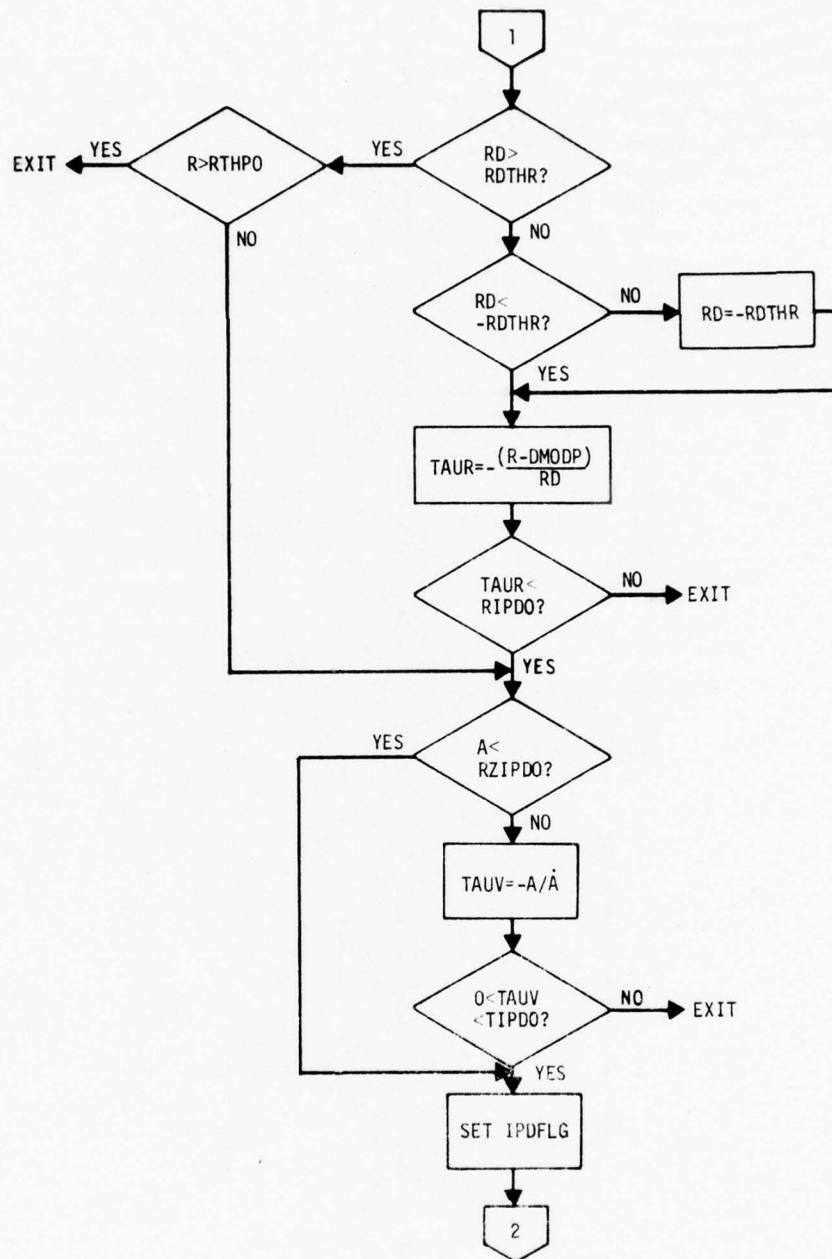 1
RD>
RDTHR?
YES
R>RTHPO
YES
EXIT
NO
NO
RD<
-RDTHR?
NO
RD=-RDTHR
YES
TAUR=-(R-DMODP)
RD
TAUR<
RIPDO?
NO
EXIT
YES
A<
RZIPDO?
YES
NO
TAUV=-A/Ȧ
O<TAUV
<TIPDO?
NO
EXIT
YES
SET IPDFLG
2